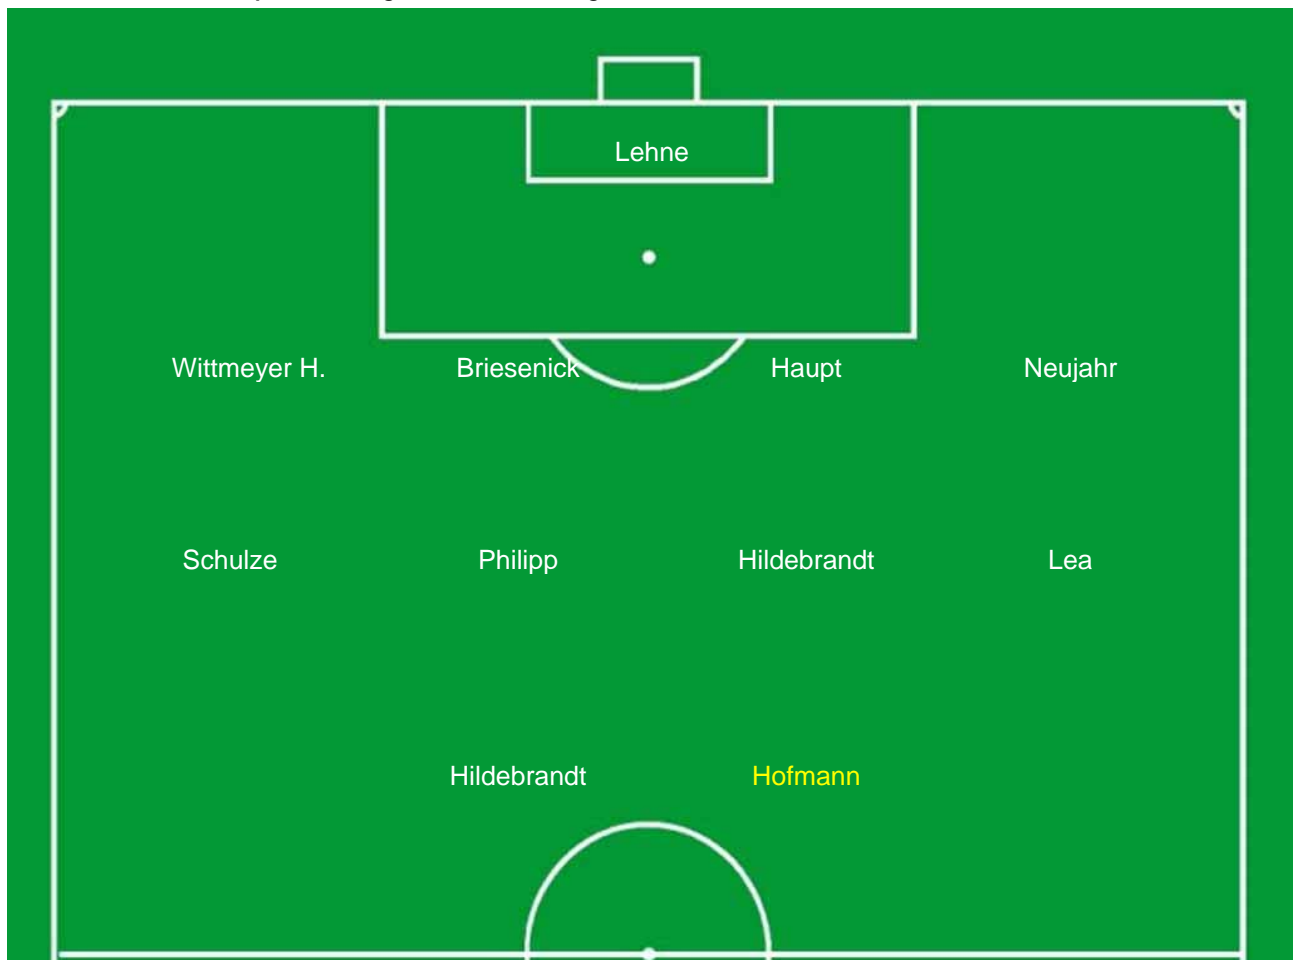 Lehne
Wittmeyer H. Briesenick Haupt Neujahr
Schulze Philipp Hildebrandt Lea
Hildebrandt Hofmann